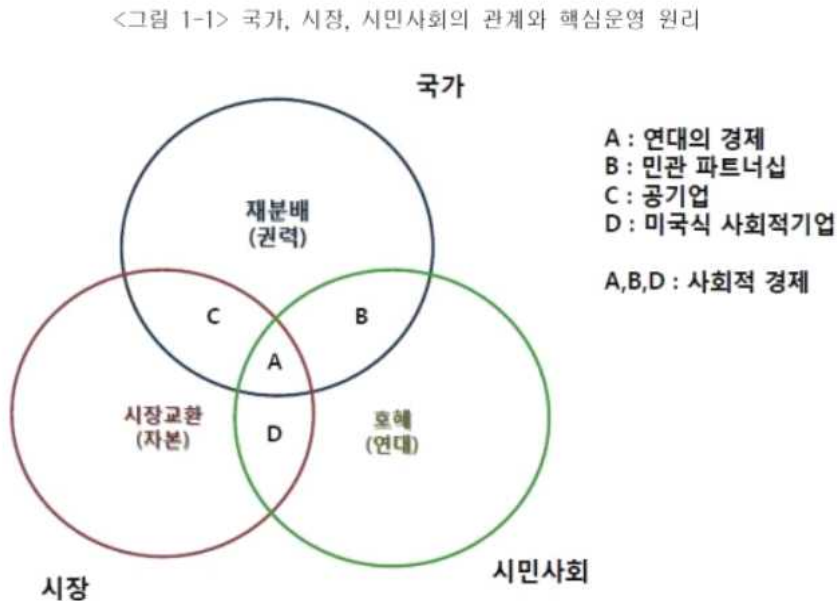 <그림 1-1> 국가, 시장, 시민사회의 관계와 핵심운영 원리
국가
A : 연대의 경제
B : 민관 파트너십
C : 공기업
D : 미국식 사회적기업
A,B,D : 사회적 경제
재분배
(권력)
C
B
A
시장교환
(자본)
D
호혜
(연대)
시장
시민사회